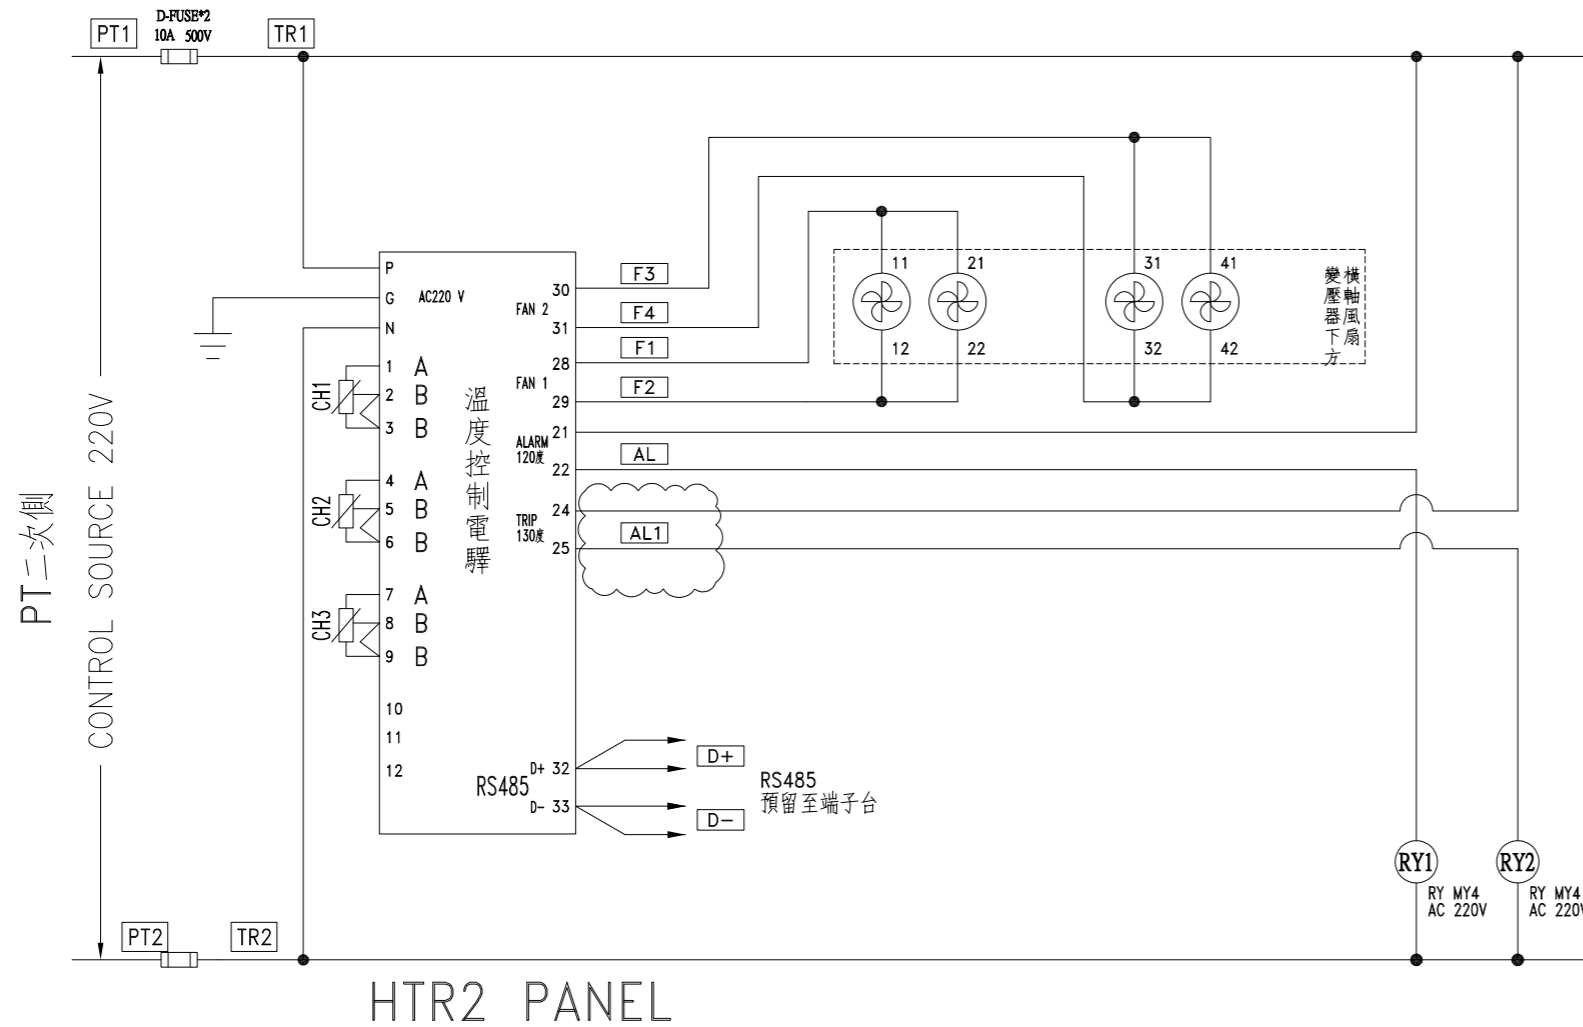 D-FUSE*2
PT1
10A 500V
TR1
P
G
AC220 V
N
30
FAN 2
31
28
FAN 1
29
21
ALARM
120度
22
24
TRIP
130度
25
F3
F4
F1
F2
AL
AL1
11
21
31
41
12
22
32
42
橫軸風扇
變壓器下方
CH1
1 A
2 B
3 B
CH2
4 A
5 B
6 B
CH3
7 A
8 B
9 B
10
11
12
溫度控制電驛
RS485
D+ 32
D- 33
D+
D-
RS485
預留至端子台
PT二次側
CONTROL SOURCE 220V
RY1
RY MY4
AC 220V
RY2
RY MY4
AC 220V
PT2
TR2
HTR2 PANEL